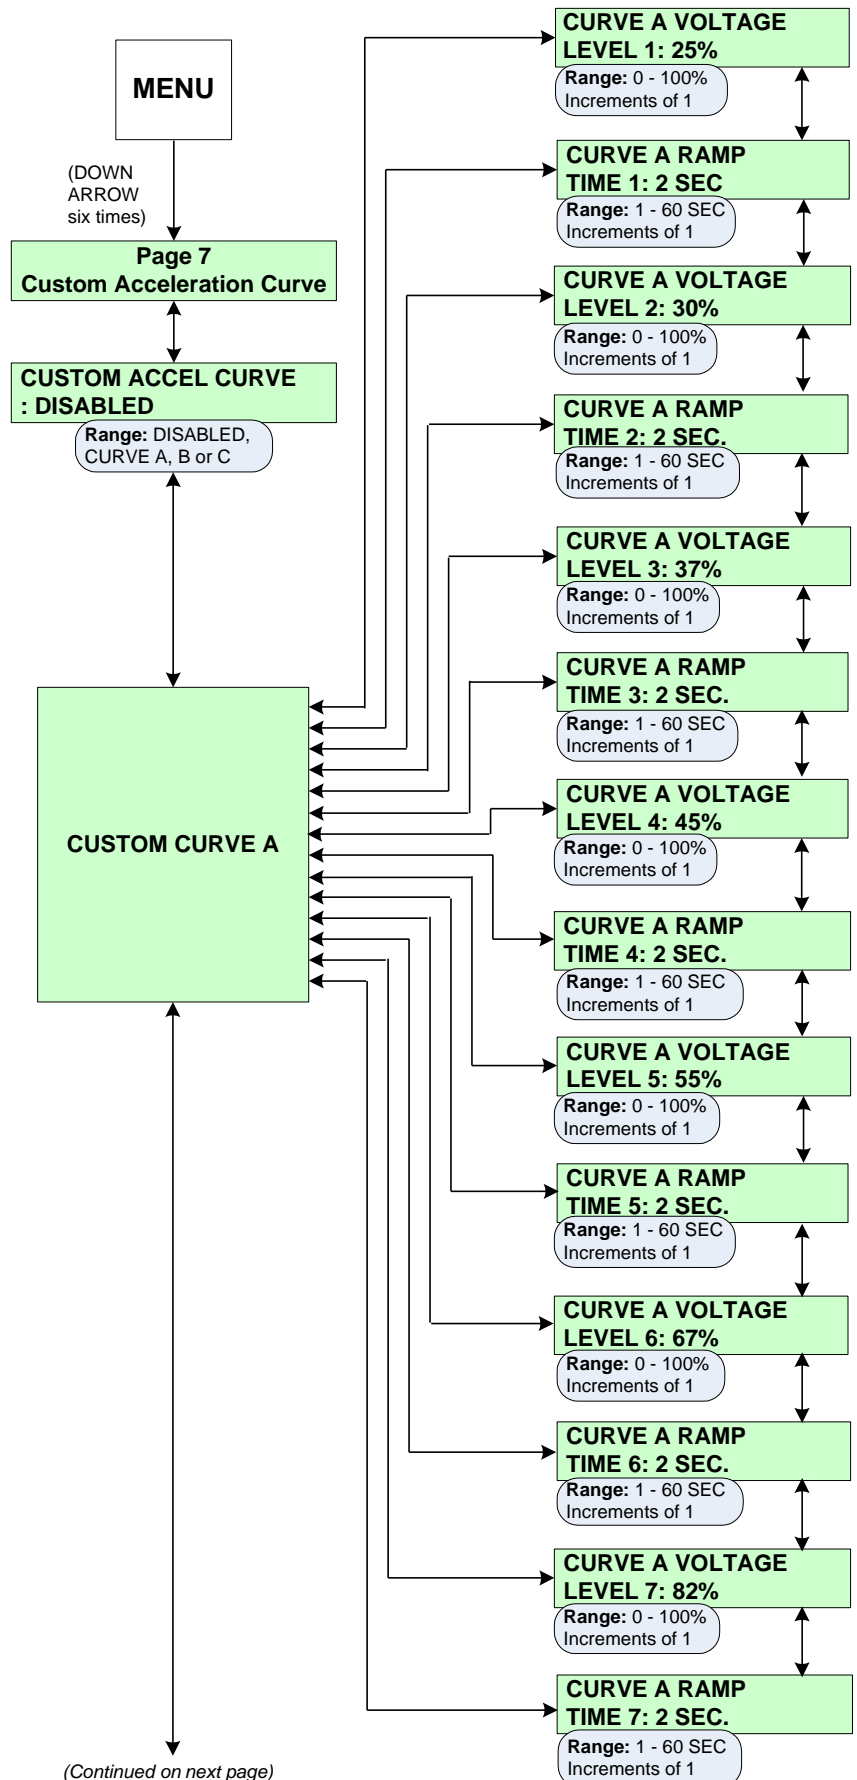 MENU
(DOWN
ARROW
six times)
Page 7
Custom Acceleration Curve
CUSTOM ACCEL CURVE
: DISABLED
Range: DISABLED,
CURVE A, B or C
CUSTOM CURVE A
(Continued on next page)
CURVE A VOLTAGE
LEVEL 1: 25%
Range: 0 - 100%
Increments of 1
CURVE A RAMP
TIME 1: 2 SEC
Range: 1 - 60 SEC
Increments of 1
CURVE A VOLTAGE
LEVEL 2: 30%
Range: 0 - 100%
Increments of 1
CURVE A RAMP
TIME 2: 2 SEC.
Range: 1 - 60 SEC
Increments of 1
CURVE A VOLTAGE
LEVEL 3: 37%
Range: 0 - 100%
Increments of 1
CURVE A RAMP
TIME 3: 2 SEC.
Range: 1 - 60 SEC
Increments of 1
CURVE A VOLTAGE
LEVEL 4: 45%
Range: 0 - 100%
Increments of 1
CURVE A RAMP
TIME 4: 2 SEC.
Range: 1 - 60 SEC
Increments of 1
CURVE A VOLTAGE
LEVEL 5: 55%
Range: 0 - 100%
Increments of 1
CURVE A RAMP
TIME 5: 2 SEC.
Range: 1 - 60 SEC
Increments of 1
CURVE A VOLTAGE
LEVEL 6: 67%
Range: 0 - 100%
Increments of 1
CURVE A RAMP
TIME 6: 2 SEC.
Range: 1 - 60 SEC
Increments of 1
CURVE A VOLTAGE
LEVEL 7: 82%
Range: 0 - 100%
Increments of 1
CURVE A RAMP
TIME 7: 2 SEC.
Range: 1 - 60 SEC
Increments of 1